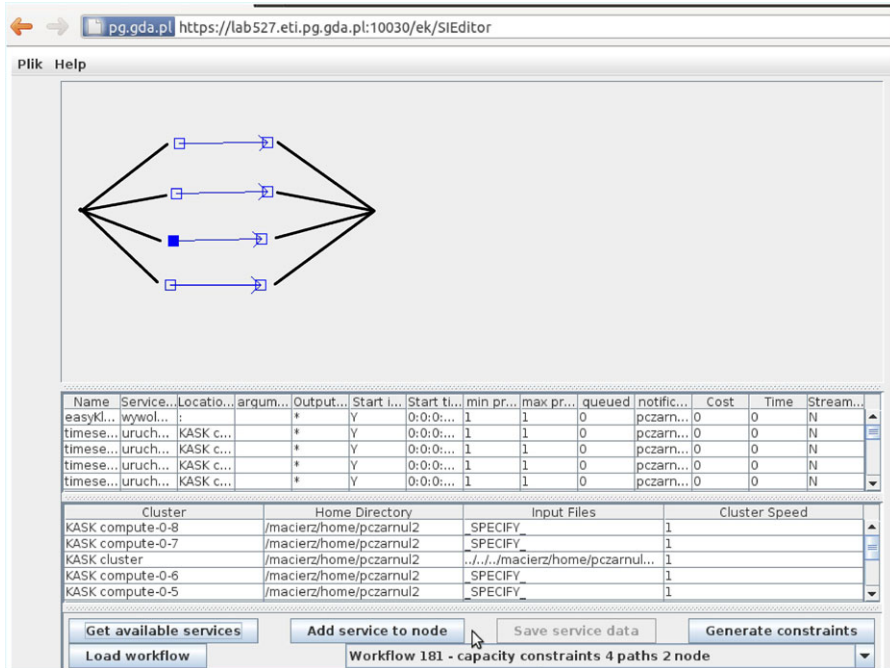 pg.gda.pl https://lab527.eti.pg.gda.pl:10030/ek/SIEditor
Plik Help
Name Service... Locatio... argum... Output... Start i... Start ti... min pr... max pr... queued notific... Cost Time Stream...
easyKl... wywol... : * Y 0:0:0:... 1 1 0 pczarn... 0 0 N
timese... uruch... KASK c... * Y 0:0:0:... 1 1 0 pczarn... 0 0 N
timese... uruch... KASK c... * Y 0:0:0:... 1 1 0 pczarn... 0 0 N
timese... uruch... KASK c... * Y 0:0:0:... 1 1 0 pczarn... 0 0 N
timese... uruch... KASK c... * Y 0:0:0:... 1 1 0 pczarn... 0 0 N
Cluster Home Directory Input Files Cluster Speed
KASK compute-0-8 /macierz/home/pczarnul2 _SPECIFY_ 1
KASK compute-0-7 /macierz/home/pczarnul2 _SPECIFY_ 1
KASK cluster /macierz/home/pczarnul2 ../../../macierz/home/pczarnul... 1
KASK compute-0-6 /macierz/home/pczarnul2 _SPECIFY_ 1
KASK compute-0-5 /macierz/home/pczarnul2 _SPECIFY_ 1
Get available services Add service to node Save service data Generate constraints
Load workflow Workflow 181 - capacity constraints 4 paths 2 node